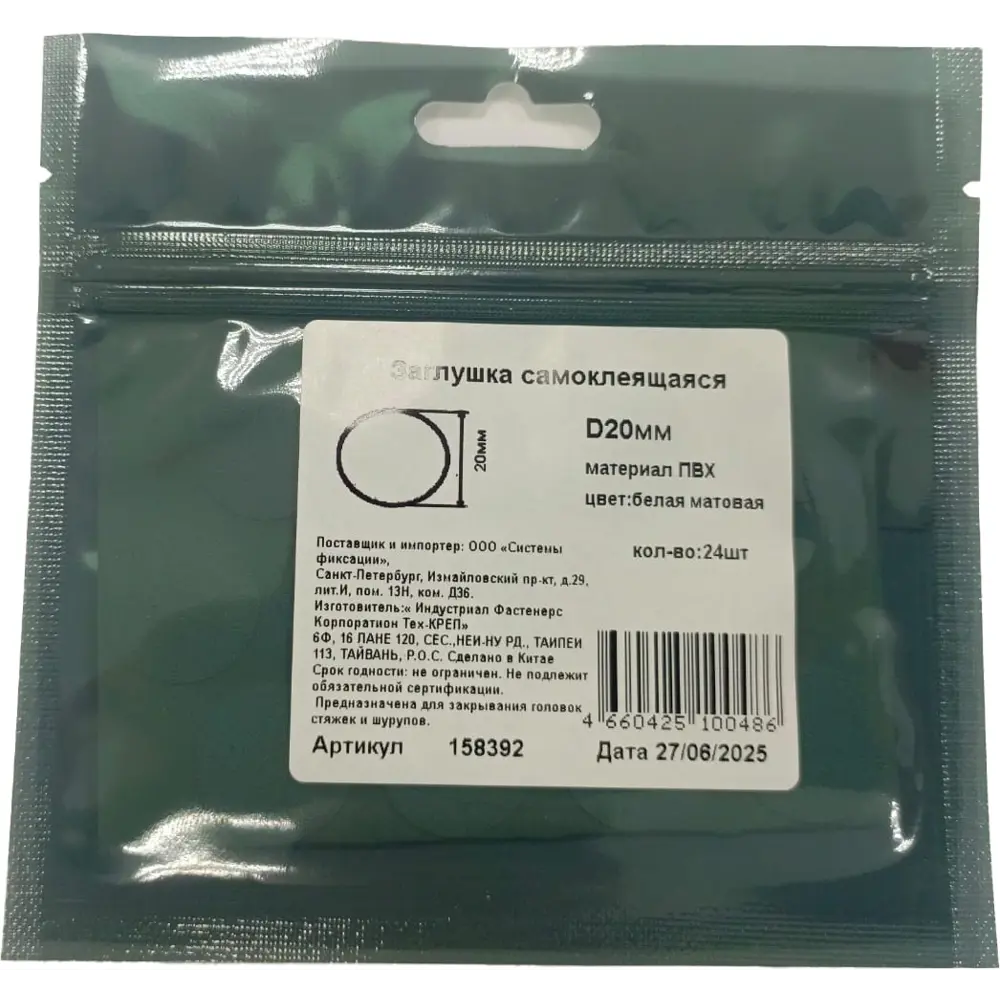 Заглушка самоклеящаяся
20мм
D20мм
материал ПВХ
цвет:белая матовая
кол-во:24шт
Поставщик и импортер: ООО «Системы
фиксации»,
Санкт-Петербург, Измайловский пр-кт, д.29,
лит.И, пом. 13Н, ком. Д36.
Изготовитель:« Индустриал Фастенерс
Корпоратион Тех-КРЕП»
6Ф, 16 ЛАНЕ 120, СЕС.,НЕИ-НУ РД., ТАИПЕИ
113, ТАЙВАНЬ, Р.О.С. Сделано в Китае
Срок годности: не ограничен. Не подлежит
обязательной сертификации.
Предназначена для закрывания головок
стяжек и шурупов.
4 660425 100486
Артикул 158392
Дата 27/06/2025